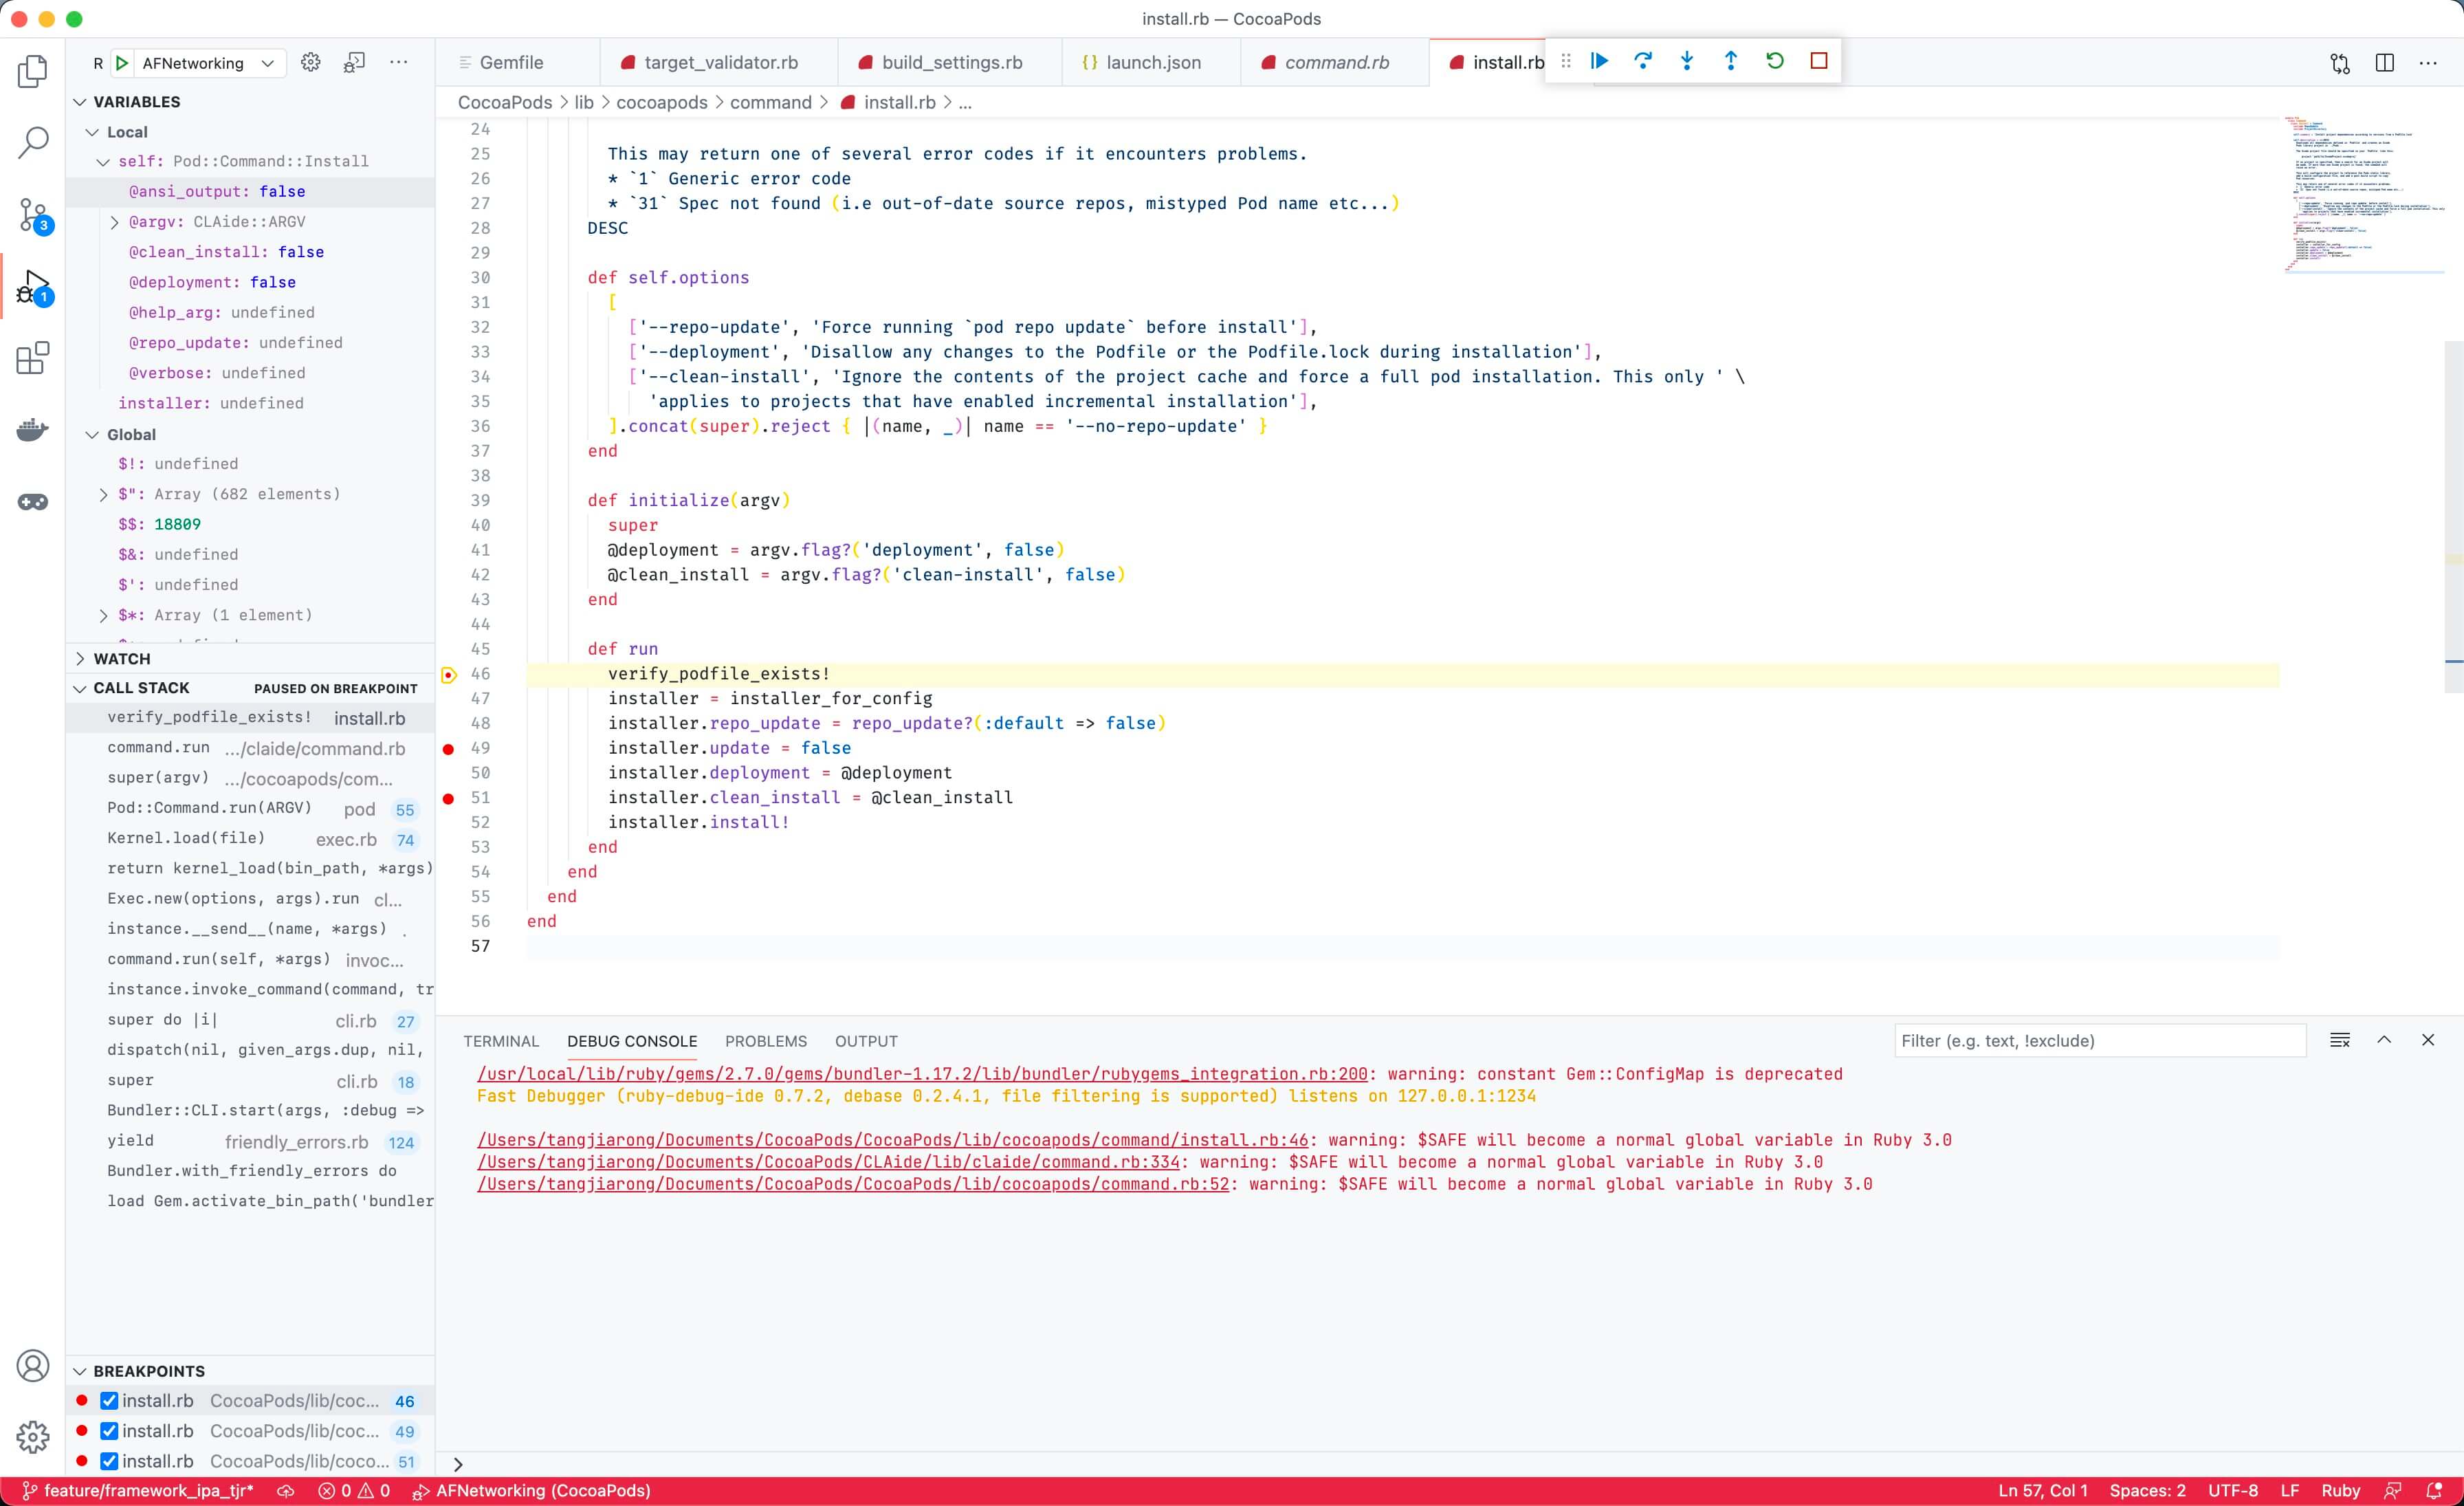 install.rb — CocoaPods
R AFNetworking
Gemfile target_validator.rb build_settings.rb {} launch.json command.rb install.rb
CocoaPods > lib > cocoapods > command > install.rb > ...
VARIABLES
Local
self: Pod::Command::Install
@ansi_output: false
@argv: CLAide::ARGV
@clean_install: false
@deployment: false
@help_arg: undefined
@repo_update: undefined
@verbose: undefined
installer: undefined
Global
$!: undefined
$": Array (682 elements)
$$: 18809
$&: undefined
$': undefined
$*: Array (1 element)
WATCH
CALL STACK PAUSED ON BREAKPOINT
verify_podfile_exists! install.rb
command.run .../claide/command.rb
super(argv) .../cocoapods/com...
Pod::Command.run(ARGV) pod 55
Kernel.load(file) exec.rb 74
return kernel_load(bin_path, *args)
Exec.new(options, args).run cl...
instance.__send__(name, *args) .
command.run(self, *args) invoc...
instance.invoke_command(command, tr
super do |i| cli.rb 27
dispatch(nil, given_args.dup, nil,
super cli.rb 18
Bundler::CLI.start(args, :debug =>
yield friendly_errors.rb 124
Bundler.with_friendly_errors do
load Gem.activate_bin_path('bundler
BREAKPOINTS
install.rb CocoaPods/lib/coc... 46
install.rb CocoaPods/lib/coc... 49
install.rb CocoaPods/lib/coco... 51
24
25 This may return one of several error codes if it encounters problems.
26 * `1` Generic error code
27 * `31` Spec not found (i.e out-of-date source repos, mistyped Pod name etc...)
28 DESC
29
30 def self.options
31 [
32 ['--repo-update', 'Force running `pod repo update` before install'],
33 ['--deployment', 'Disallow any changes to the Podfile or the Podfile.lock during installation'],
34 ['--clean-install', 'Ignore the contents of the project cache and force a full pod installation. This only ' \
35 'applies to projects that have enabled incremental installation'],
36 ].concat(super).reject { |(name, _)| name == '--no-repo-update' }
37 end
38
39 def initialize(argv)
40 super
41 @deployment = argv.flag?('deployment', false)
42 @clean_install = argv.flag?('clean-install', false)
43 end
44
45 def run
46 verify_podfile_exists!
47 installer = installer_for_config
48 installer.repo_update = repo_update?(:default => false)
49 installer.update = false
50 installer.deployment = @deployment
51 installer.clean_install = @clean_install
52 installer.install!
53 end
54 end
55 end
56 end
57
TERMINAL DEBUG CONSOLE PROBLEMS OUTPUT Filter (e.g. text, !exclude)
/usr/local/lib/ruby/gems/2.7.0/gems/bundler-1.17.2/lib/bundler/rubygems_integration.rb:200: warning: constant Gem::ConfigMap is deprecated
Fast Debugger (ruby-debug-ide 0.7.2, debase 0.2.4.1, file filtering is supported) listens on 127.0.0.1:1234
/Users/tangjiarong/Documents/CocoaPods/CocoaPods/lib/cocoapods/command/install.rb:46: warning: $SAFE will become a normal global variable in Ruby 3.0
/Users/tangjiarong/Documents/CocoaPods/CLAide/lib/claide/command.rb:334: warning: $SAFE will become a normal global variable in Ruby 3.0
/Users/tangjiarong/Documents/CocoaPods/CocoaPods/lib/cocoapods/command.rb:52: warning: $SAFE will become a normal global variable in Ruby 3.0
3
1
feature/framework_ipa_tjr* 0 0 AFNetworking (CocoaPods) Ln 57, Col 1 Spaces: 2 UTF-8 LF Ruby